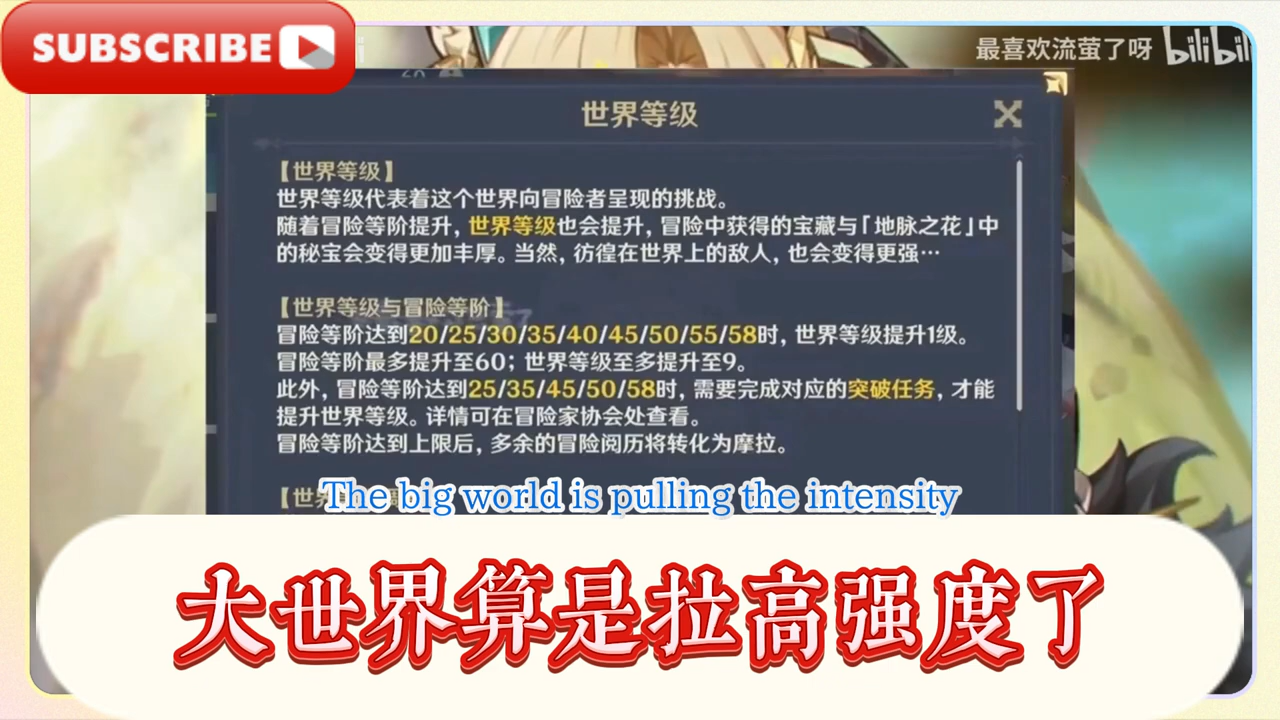 SUBSCRIBE
最喜欢流萤了呀 bilibili
世界等级
【世界等级】
世界等级代表着这个世界向冒险者呈现的挑战。
随着冒险等阶提升，世界等级也会提升，冒险中获得的宝藏与「地脉之花」中
的秘宝会变得更加丰厚。当然，彷徨在世界上的敌人，也会变得更强…
【世界等级与冒险等阶】
冒险等阶达到20/25/30/35/40/45/50/55/58时，世界等级提升1级。
冒险等阶最多提升至60；世界等级至多提升至9。
此外，冒险等阶达到25/35/45/50/58时，需要完成对应的突破任务，才能
提升世界等级。详情可在冒险家协会处查看。
冒险等阶达到上限后，多余的冒险阅历将转化为摩拉。
【世
The big world is pulling the intensity
大世界算是拉高强度了